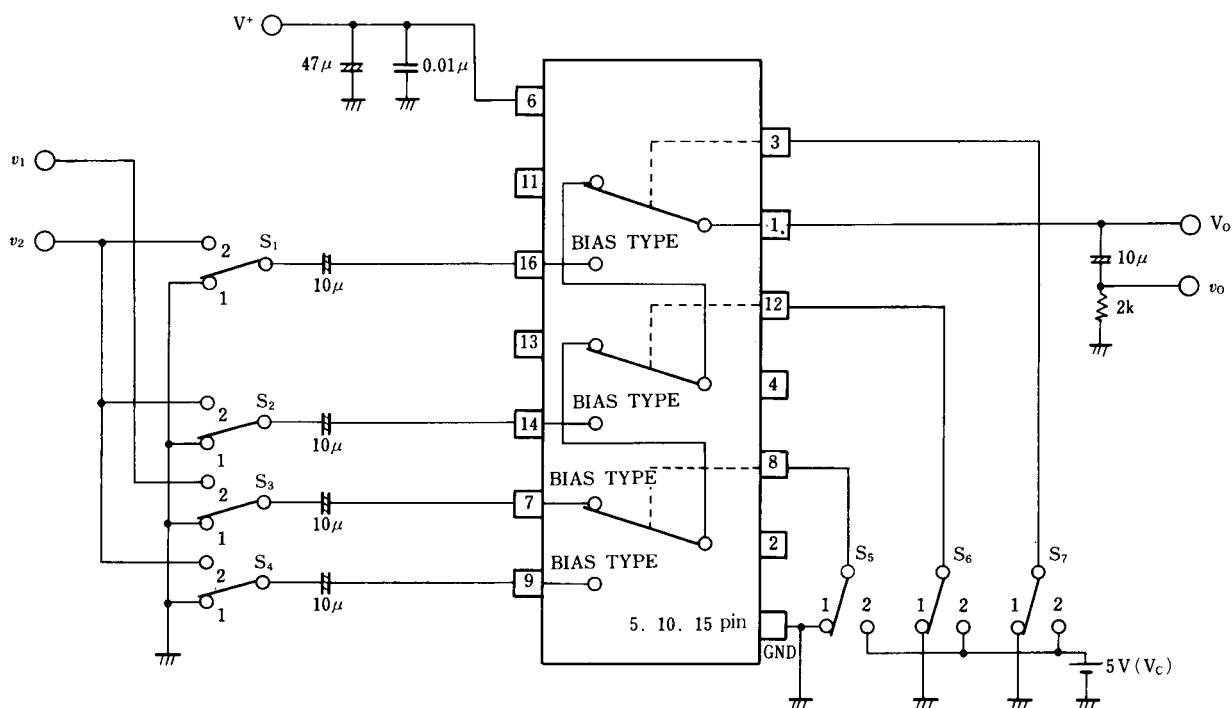 V+
47μ
0.01μ
6
3
v1
11
1.
Vo
v2
2
S1
BIAS TYPE
10μ
16
10μ
vo
1
12
2k
13
4
2
S2
BIAS TYPE
14
10μ
1
8
BIAS TYPE
2
S3
7
10μ
1
2
BIAS TYPE
2
S4
9
10μ
1
S5
S6
S7
1
2
1
2
1
2
5. 10. 15 pin
GND
5V (Vc)